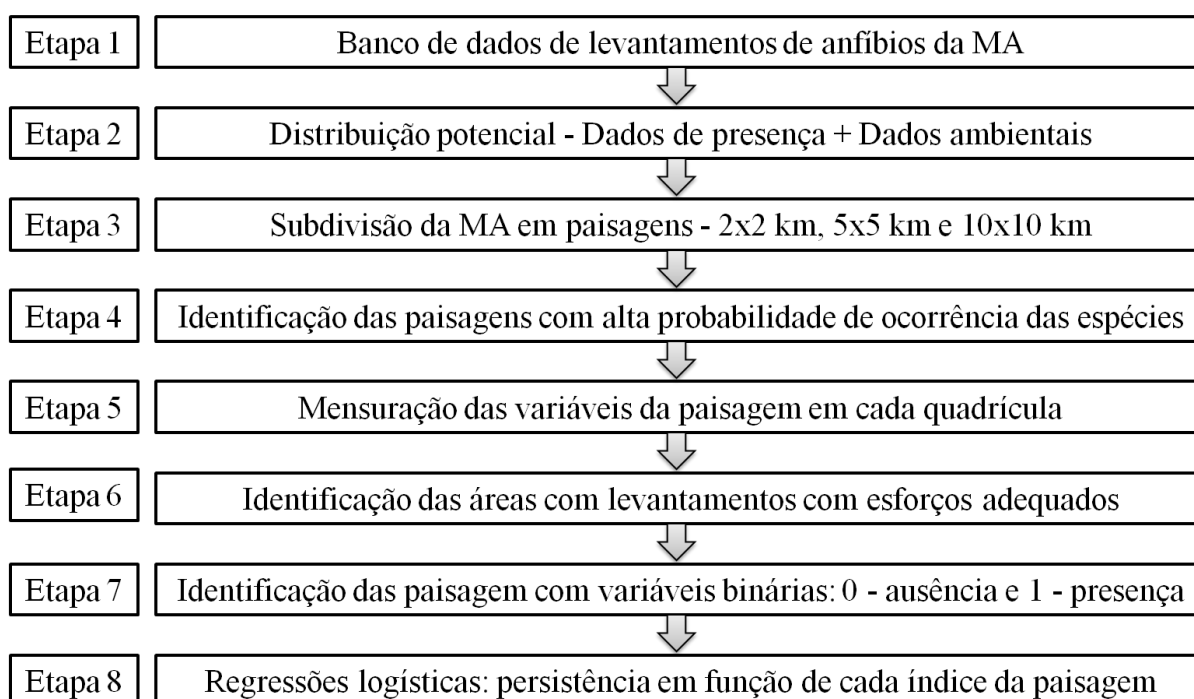 Etapa 1
Banco de dados de levantamentos de anfíbios da MA
Etapa 2
Distribuição potencial - Dados de presença + Dados ambientais
Etapa 3
Subdivisão da MA em paisagens - 2x2 km, 5x5 km e 10x10 km
Etapa 4
Identificação das paisagens com alta probabilidade de ocorrência das espécies
Etapa 5
Mensuração das variáveis da paisagem em cada quadrícula
Etapa 6
Identificação das áreas com levantamentos com esforços adequados
Etapa 7
Identificação das paisagem com variáveis binárias: 0 - ausência e 1 - presença
Etapa 8
Regressões logísticas: persistência em função de cada índice da paisagem